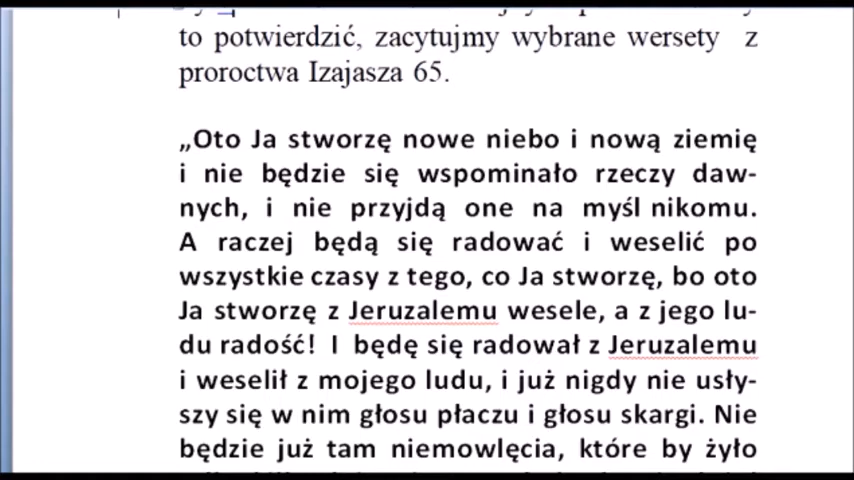 to potwierdzić, zacytujmy wybrane wersety z
proroctwa Izajasza 65.
„Oto Ja stworzę nowe niebo i nową ziemię
i nie będzie się wspominało rzeczy daw-
nych, i nie przyjdą one na myśl nikomu.
A raczej będą się radować i weselić po
wszystkie czasy z tego, co Ja stworzę, bo oto
Ja stworzę z Jeruzalemu wesele, a z jego lu-
du radość! I będę się radował z Jeruzalemu
i weselił z mojego ludu, i już nigdy nie usły-
szy się w nim głosu płaczu i głosu skargi. Nie
będzie już tam niemowlęcia, które by żyło